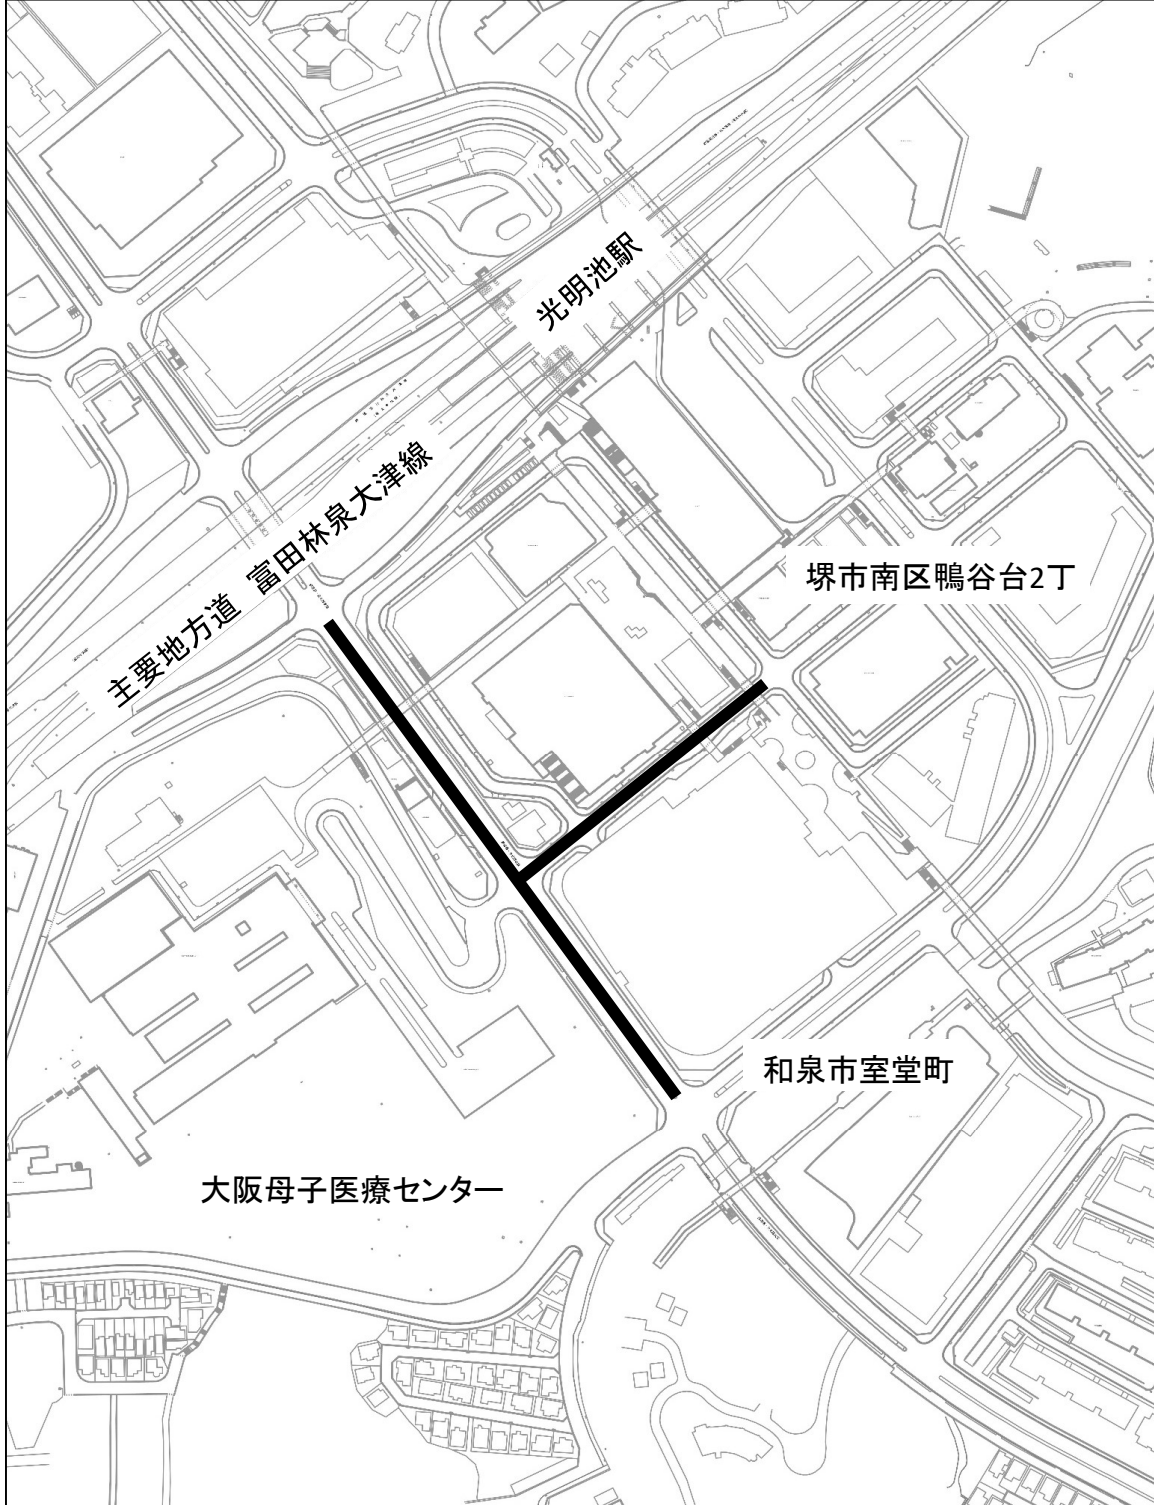 光明池駅
主要地方道 富田林泉大津線
堺市南区鴨谷台2丁
和泉市室堂町
大阪母子医療センター